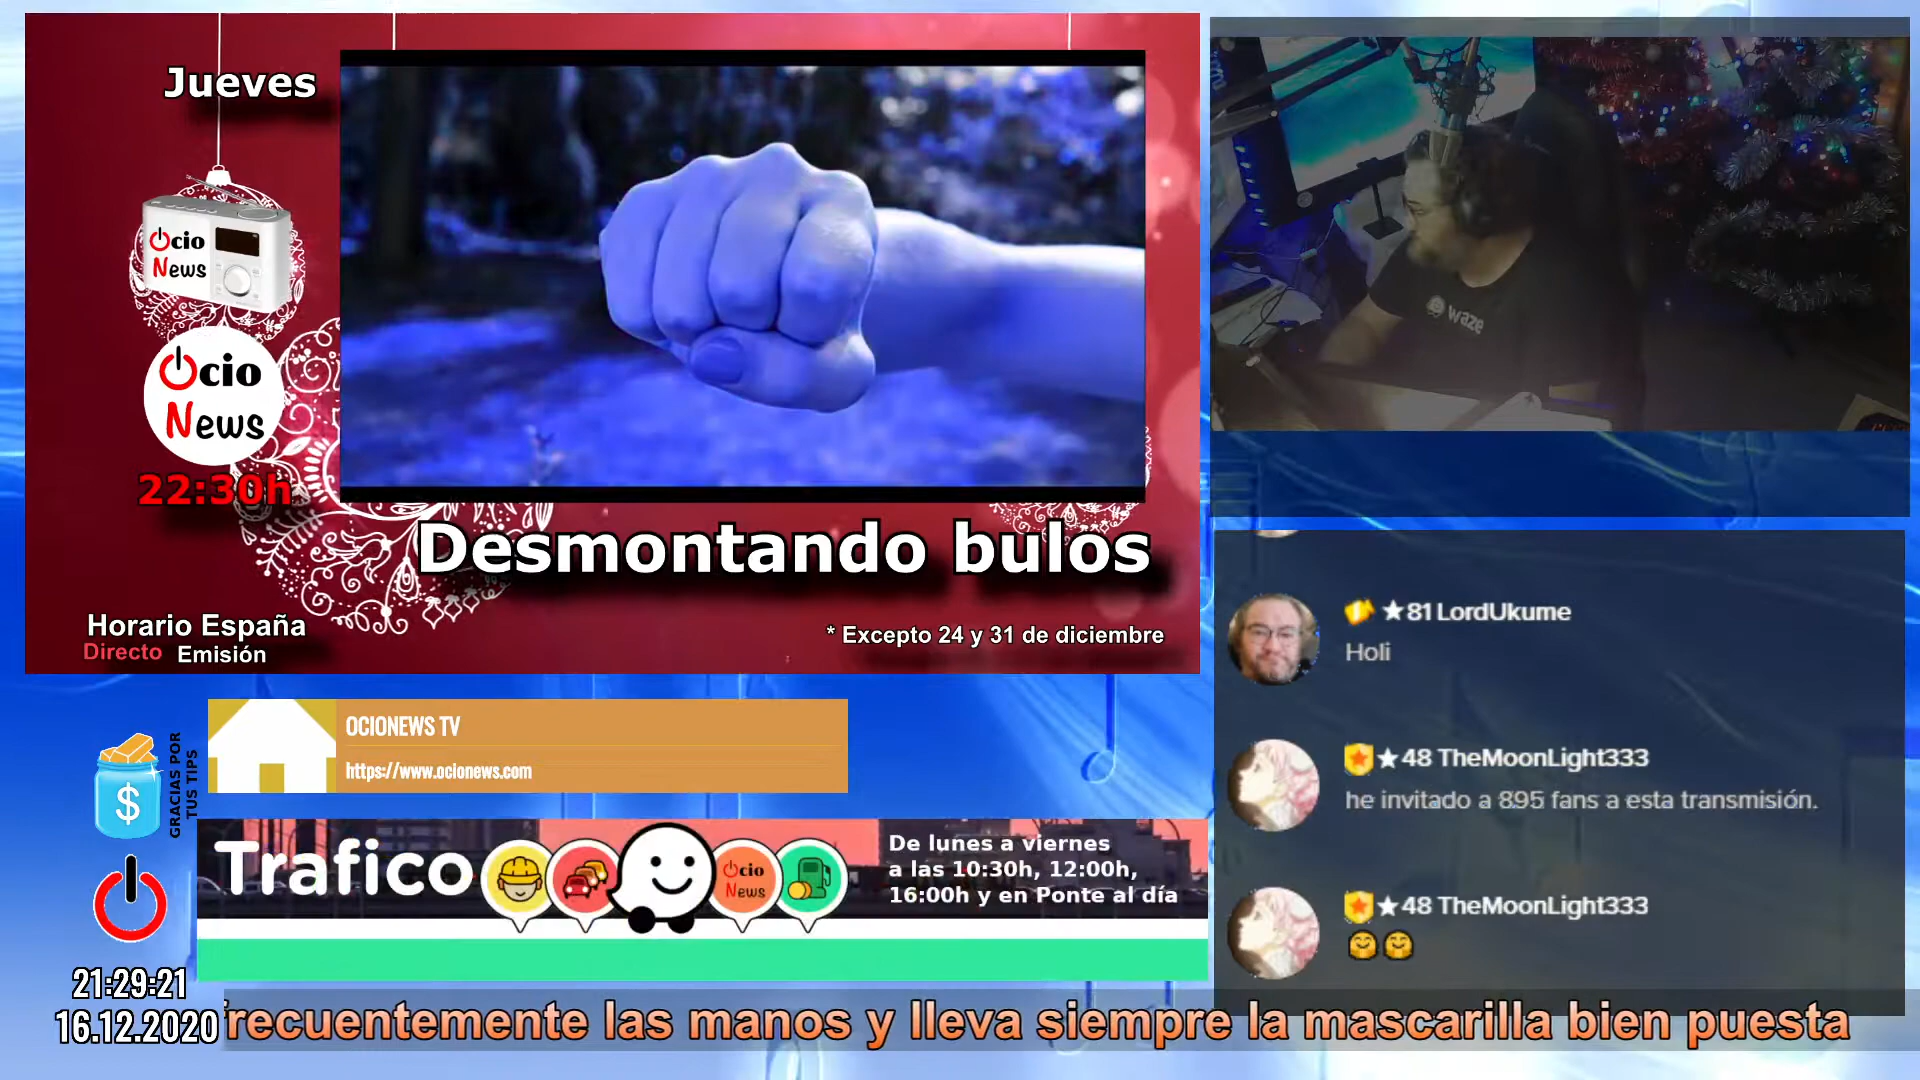 Jueves
Ocio
News
Ocio
News
22:30h
Desmontando bulos
Horario España
Directo Emisión
* Excepto 24 y 31 de diciembre
waze
★81 LordUkume
Holi
★48 TheMoonLight333
he invitado a 895 fans a esta transmisión.
★48 TheMoonLight333
OCIONEWS TV
https://www.ocionews.com
GRACIAS POR
TUS TIPS
$
Trafico
Ocio
News
De lunes a viernes
a las 10:30h, 12:00h,
16:00h y en Ponte al día
21:29:21
16.12.2020
frecuentemente las manos y lleva siempre la mascarilla bien puesta